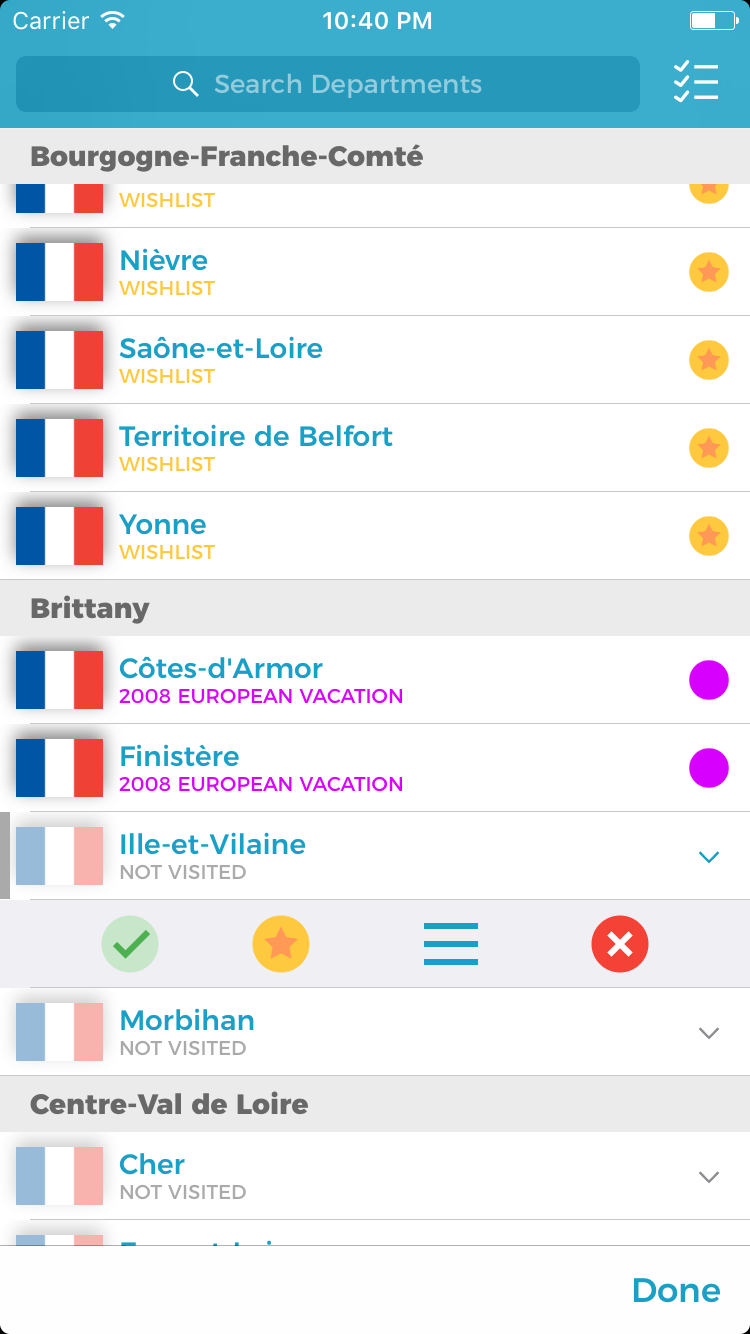 Carrier 10:40 PM
Search Departments
Bourgogne-Franche-Comté
WISHLIST
Nièvre
WISHLIST
Saône-et-Loire
WISHLIST
Territoire de Belfort
WISHLIST
Yonne
WISHLIST
Brittany
Côtes-d'Armor
2008 EUROPEAN VACATION
Finistère
2008 EUROPEAN VACATION
Ille-et-Vilaine
NOT VISITED
Morbihan
NOT VISITED
Centre-Val de Loire
Cher
NOT VISITED
Done